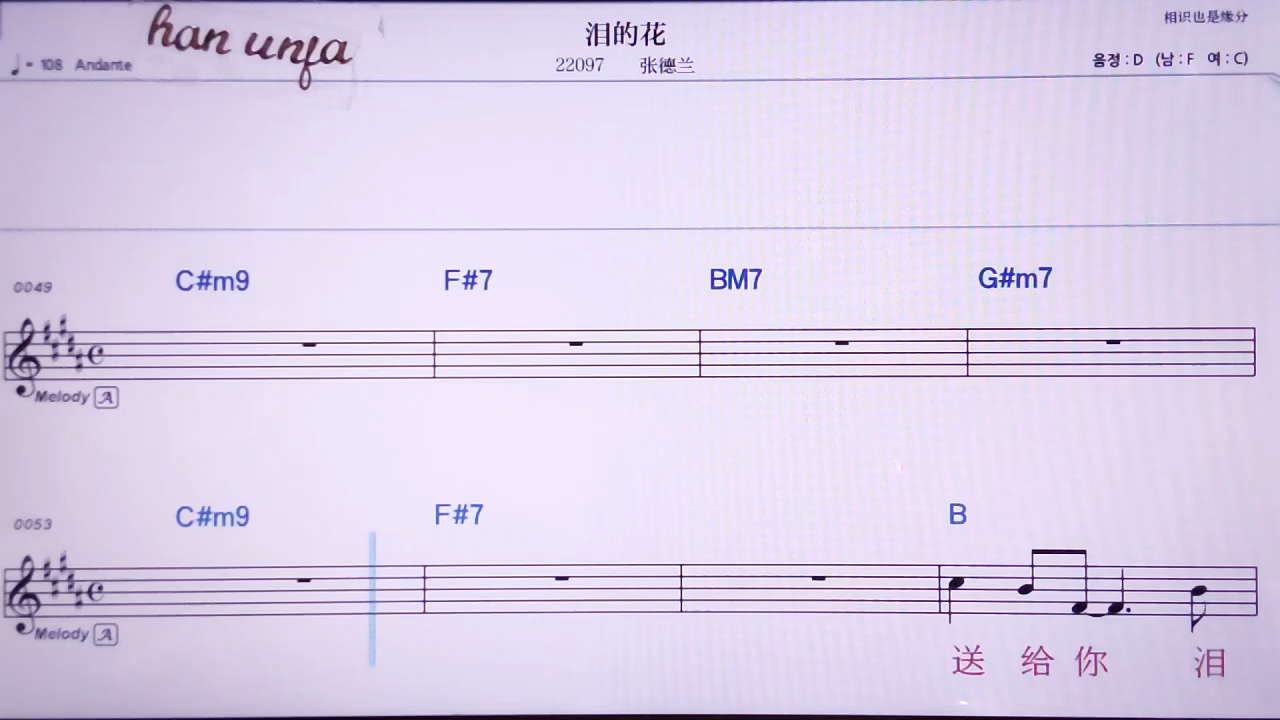 han unfa
泪的花
相识也是缘分
♩= 108 Andante
22097 张德兰
음정 : D (남 : F 여 : C)
C#m9 F#7 BM7 G#m7
0049
Melody A
C#m9 F#7 B
0053
Melody A
送 给 你 泪